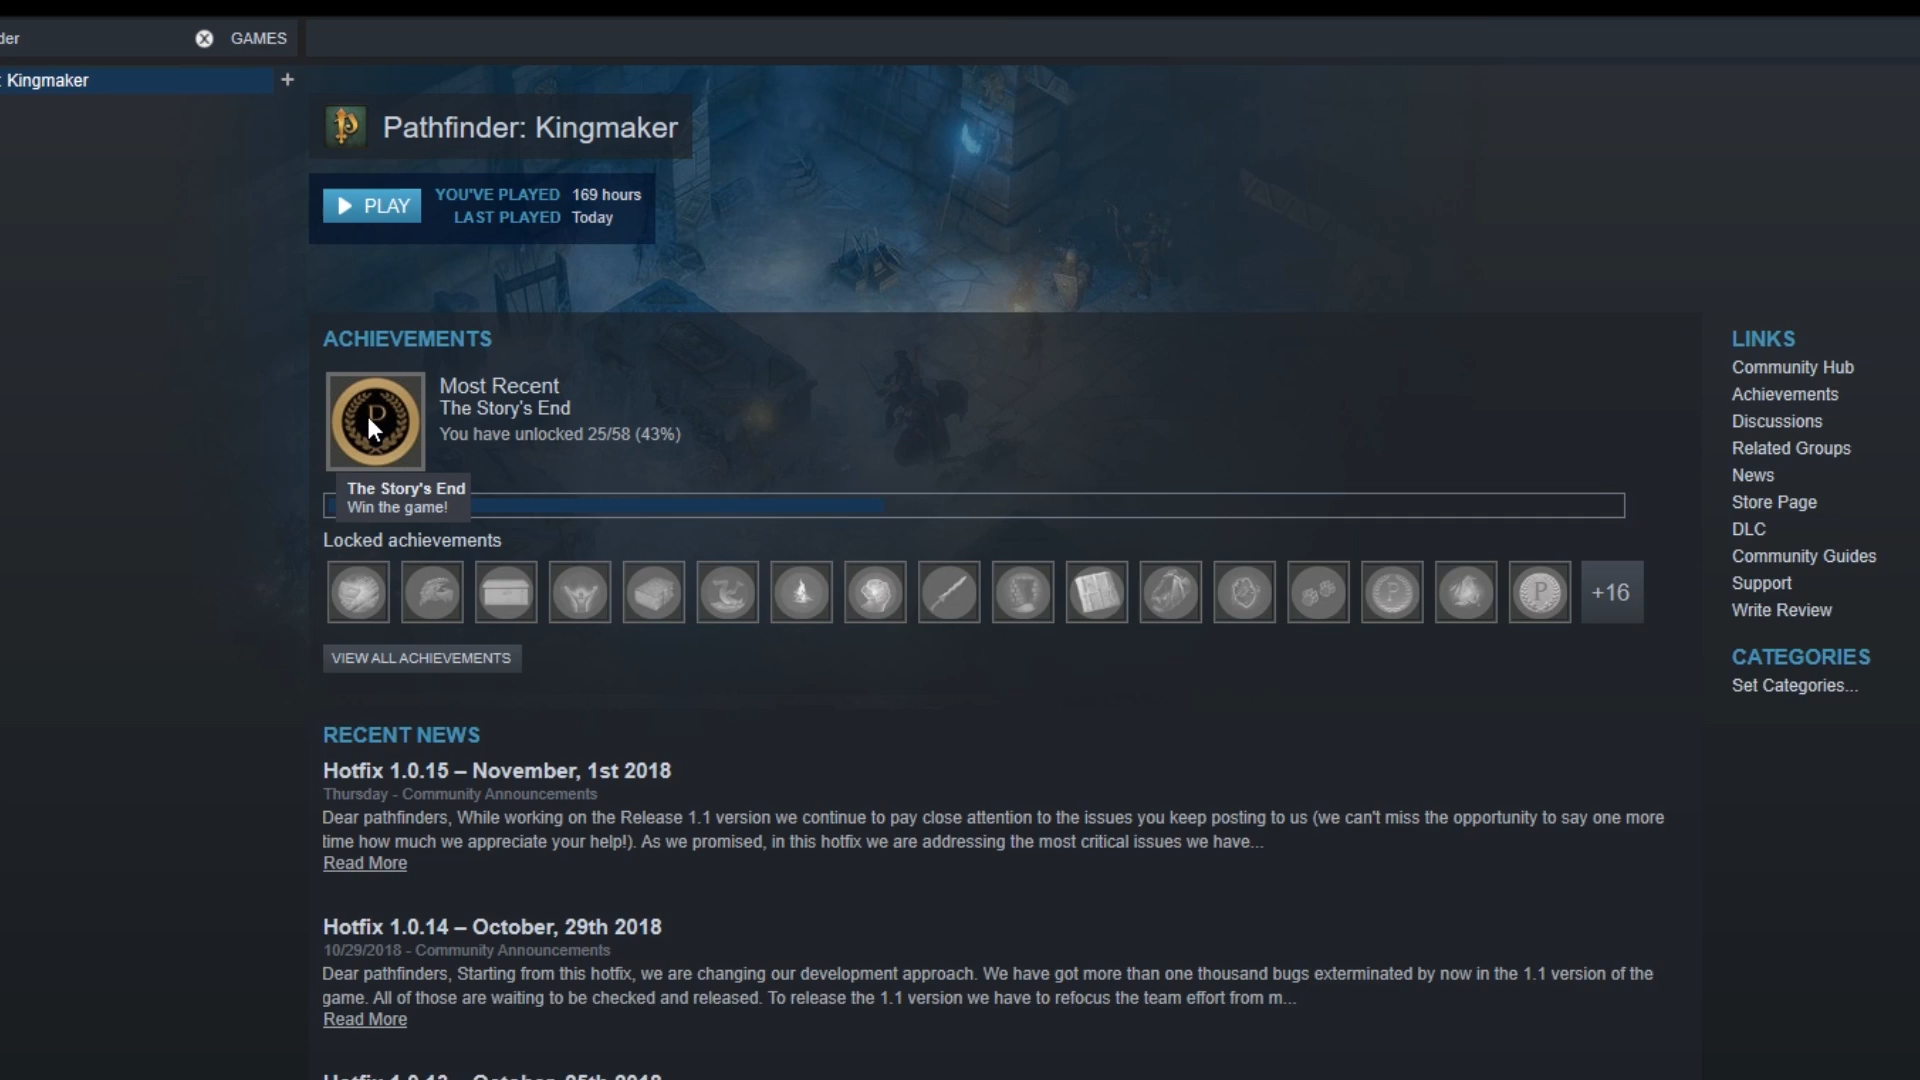 der
GAMES
: Kingmaker
+
Pathfinder: Kingmaker
PLAY
YOU'VE PLAYED 169 hours
LAST PLAYED Today
ACHIEVEMENTS
Most Recent
The Story's End
You have unlocked 25/58 (43%)
The Story's End
Win the game!
Locked achievements
+16
VIEW ALL ACHIEVEMENTS
RECENT NEWS
Hotfix 1.0.15 – November, 1st 2018
Thursday - Community Announcements
Dear pathfinders, While working on the Release 1.1 version we continue to pay close attention to the issues you keep posting to us (we can't miss the opportunity to say one more
time how much we appreciate your help!). As we promised, in this hotfix we are addressing the most critical issues we have...
Read More
Hotfix 1.0.14 – October, 29th 2018
10/29/2018 - Community Announcements
Dear pathfinders, Starting from this hotfix, we are changing our development approach. We have got more than one thousand bugs exterminated by now in the 1.1 version of the
game. All of those are waiting to be checked and released. To release the 1.1 version we have to refocus the team effort from m...
Read More
Hotfix 1.0.13 – October, 25th 2018
LINKS
Community Hub
Achievements
Discussions
Related Groups
News
Store Page
DLC
Community Guides
Support
Write Review
CATEGORIES
Set Categories...